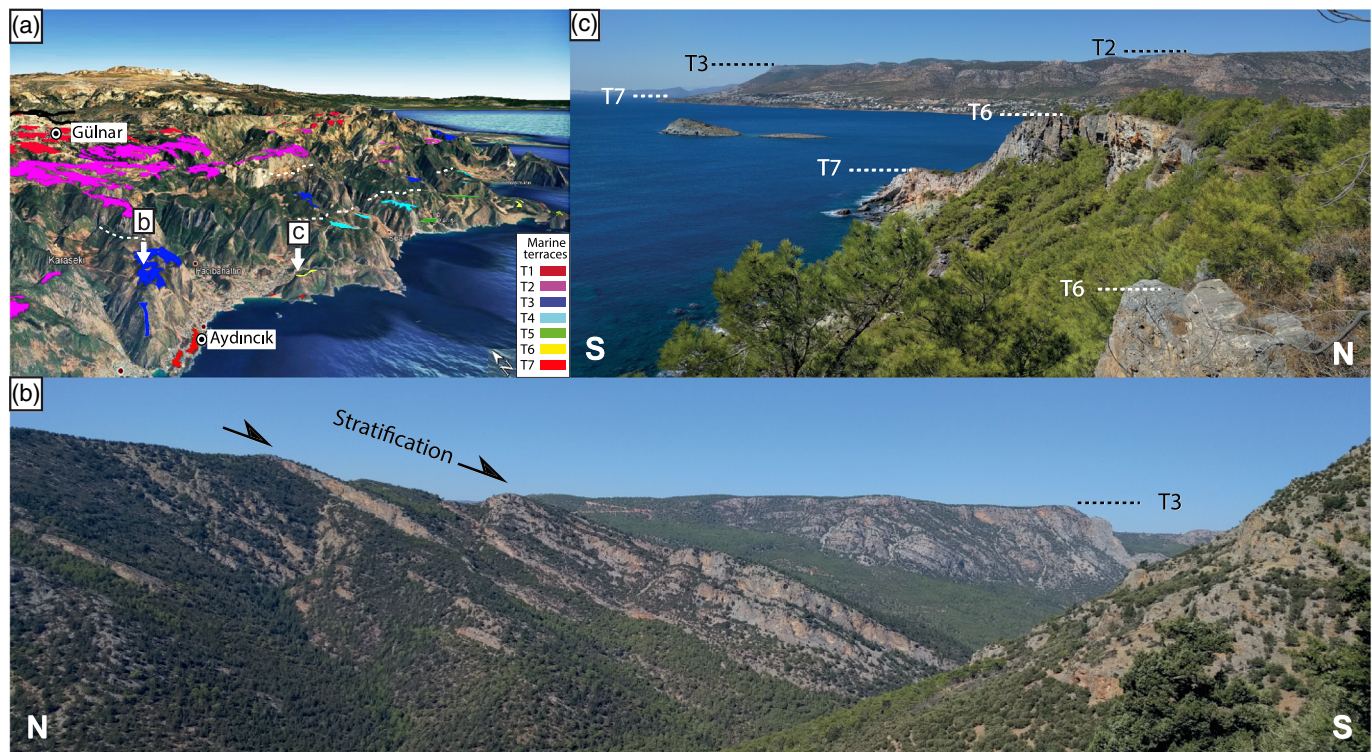 (a)
Gülnar
b
c
Aydıncık
Marine
terraces
T1
T2
T3
T4
T5
T6
T7
(c)
T3
T2
T7
T6
T7
T6
S
N
(b)
Stratification
T3
N
S